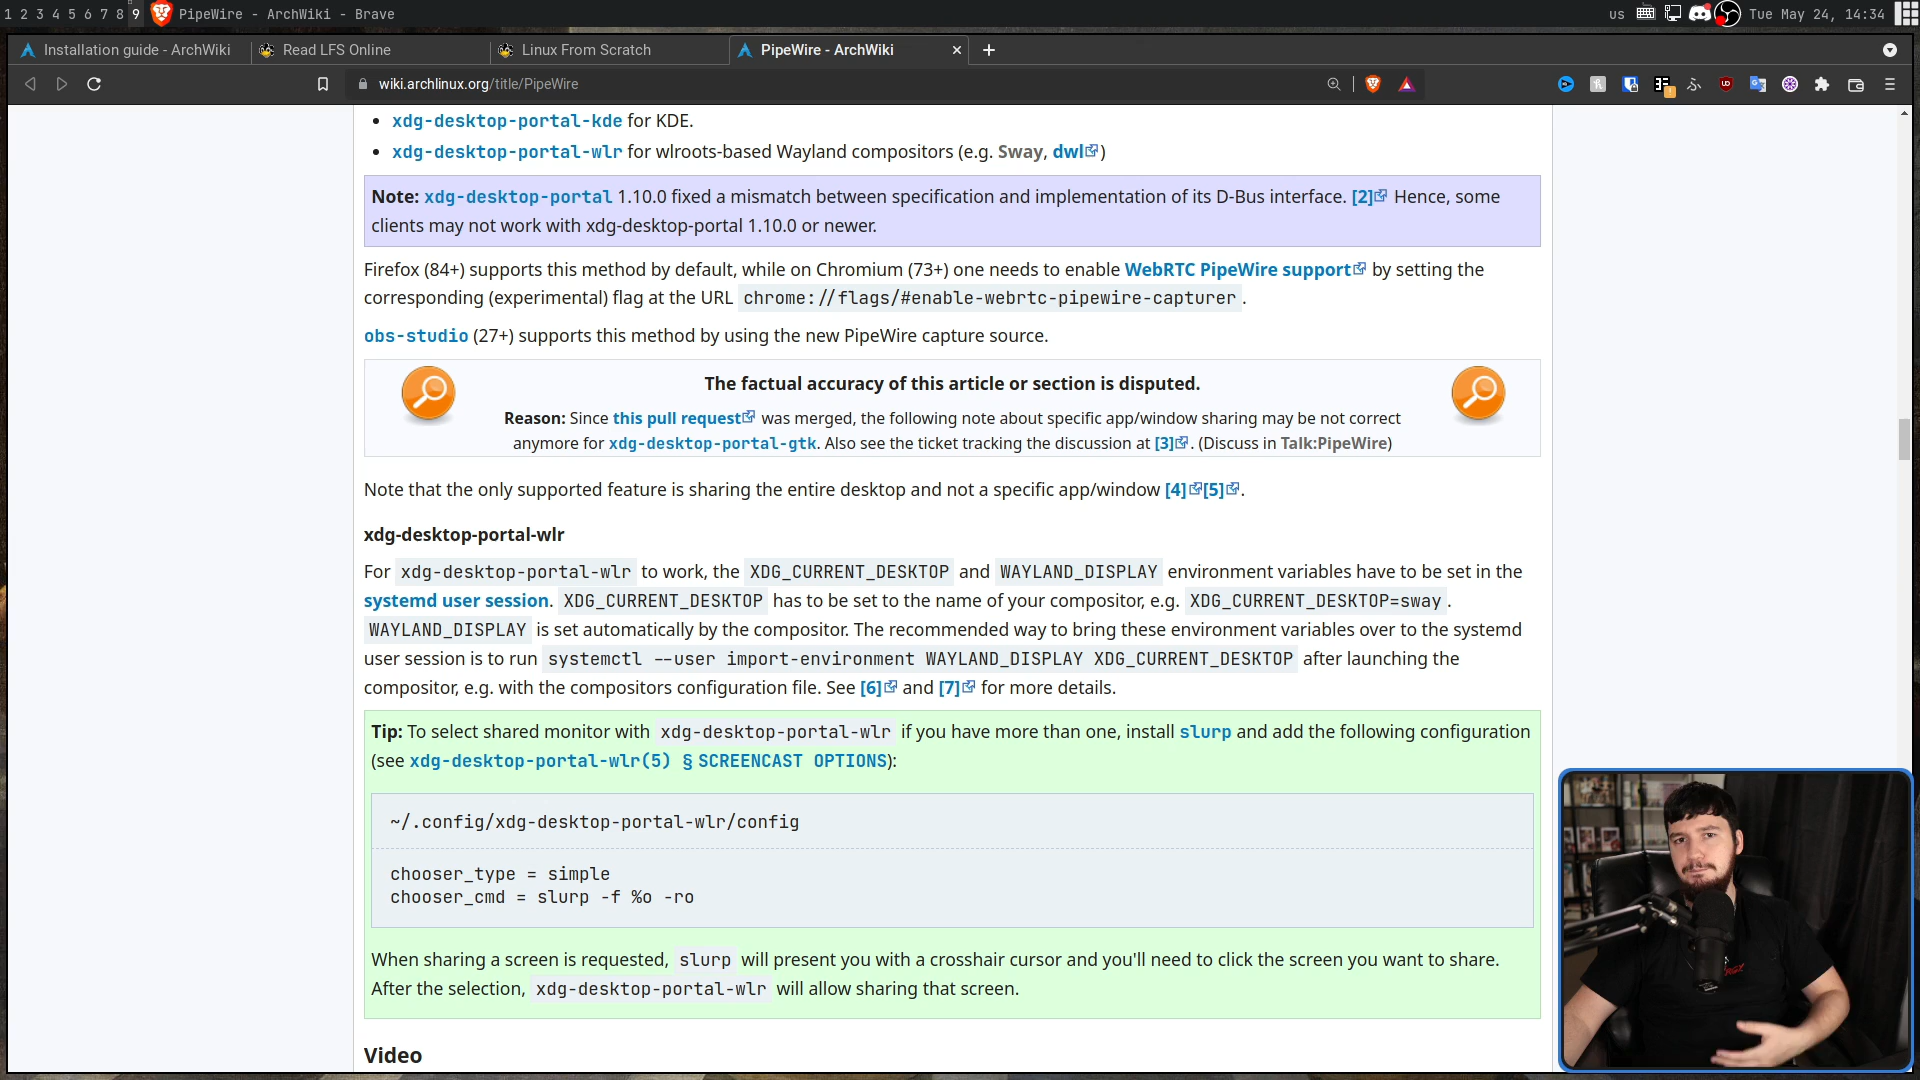 1 2 3 4 5 6 7 8 9 PipeWire - ArchWiki - Brave us Tue May 24, 14:34
Installation guide - ArchWiki Read LFS Online Linux From Scratch PipeWire - ArchWiki
wiki.archlinux.org/title/PipeWire
xdg-desktop-portal-kde for KDE.
xdg-desktop-portal-wlr for wlroots-based Wayland compositors (e.g. Sway, dwl)
Note: xdg-desktop-portal 1.10.0 fixed a mismatch between specification and implementation of its D-Bus interface. [2] Hence, some
clients may not work with xdg-desktop-portal 1.10.0 or newer.
Firefox (84+) supports this method by default, while on Chromium (73+) one needs to enable WebRTC PipeWire support by setting the
corresponding (experimental) flag at the URL chrome://flags/#enable-webrtc-pipewire-capturer.
obs-studio (27+) supports this method by using the new PipeWire capture source.
The factual accuracy of this article or section is disputed.
Reason: Since this pull request was merged, the following note about specific app/window sharing may be not correct
anymore for xdg-desktop-portal-gtk. Also see the ticket tracking the discussion at [3]. (Discuss in Talk:PipeWire)
Note that the only supported feature is sharing the entire desktop and not a specific app/window [4][5].
xdg-desktop-portal-wlr
For xdg-desktop-portal-wlr to work, the XDG_CURRENT_DESKTOP and WAYLAND_DISPLAY environment variables have to be set in the
systemd user session. XDG_CURRENT_DESKTOP has to be set to the name of your compositor, e.g. XDG_CURRENT_DESKTOP=sway.
WAYLAND_DISPLAY is set automatically by the compositor. The recommended way to bring these environment variables over to the systemd
user session is to run systemctl --user import-environment WAYLAND_DISPLAY XDG_CURRENT_DESKTOP after launching the
compositor, e.g. with the compositors configuration file. See [6] and [7] for more details.
Tip: To select shared monitor with xdg-desktop-portal-wlr if you have more than one, install slurp and add the following configuration
(see xdg-desktop-portal-wlr(5) § SCREENCAST OPTIONS):
~/.config/xdg-desktop-portal-wlr/config
chooser_type = simple
chooser_cmd = slurp -f %o -ro
When sharing a screen is requested, slurp will present you with a crosshair cursor and you'll need to click the screen you want to share.
After the selection, xdg-desktop-portal-wlr will allow sharing that screen.
Video